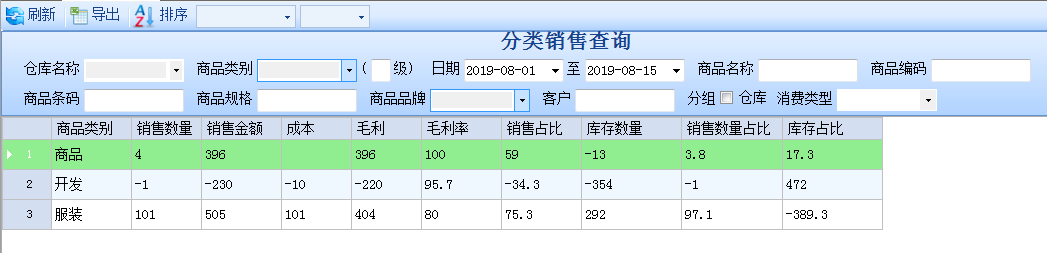 刷新 导出 排序
分类销售查询
仓库名称 商品类别 ( 级) 日期 2019-08-01 至 2019-08-15 商品名称 商品编码
商品条码 商品规格 商品品牌 客户 分组 仓库 消费类型
商品类别 销售数量 销售金额 成本 毛利 毛利率 销售占比 库存数量 销售数量占比 库存占比
1 商品 4 396 396 100 59 -13 3.8 17.3
2 开发 -1 -230 -10 -220 95.7 -34.3 -354 -1 472
3 服装 101 505 101 404 80 75.3 292 97.1 -389.3